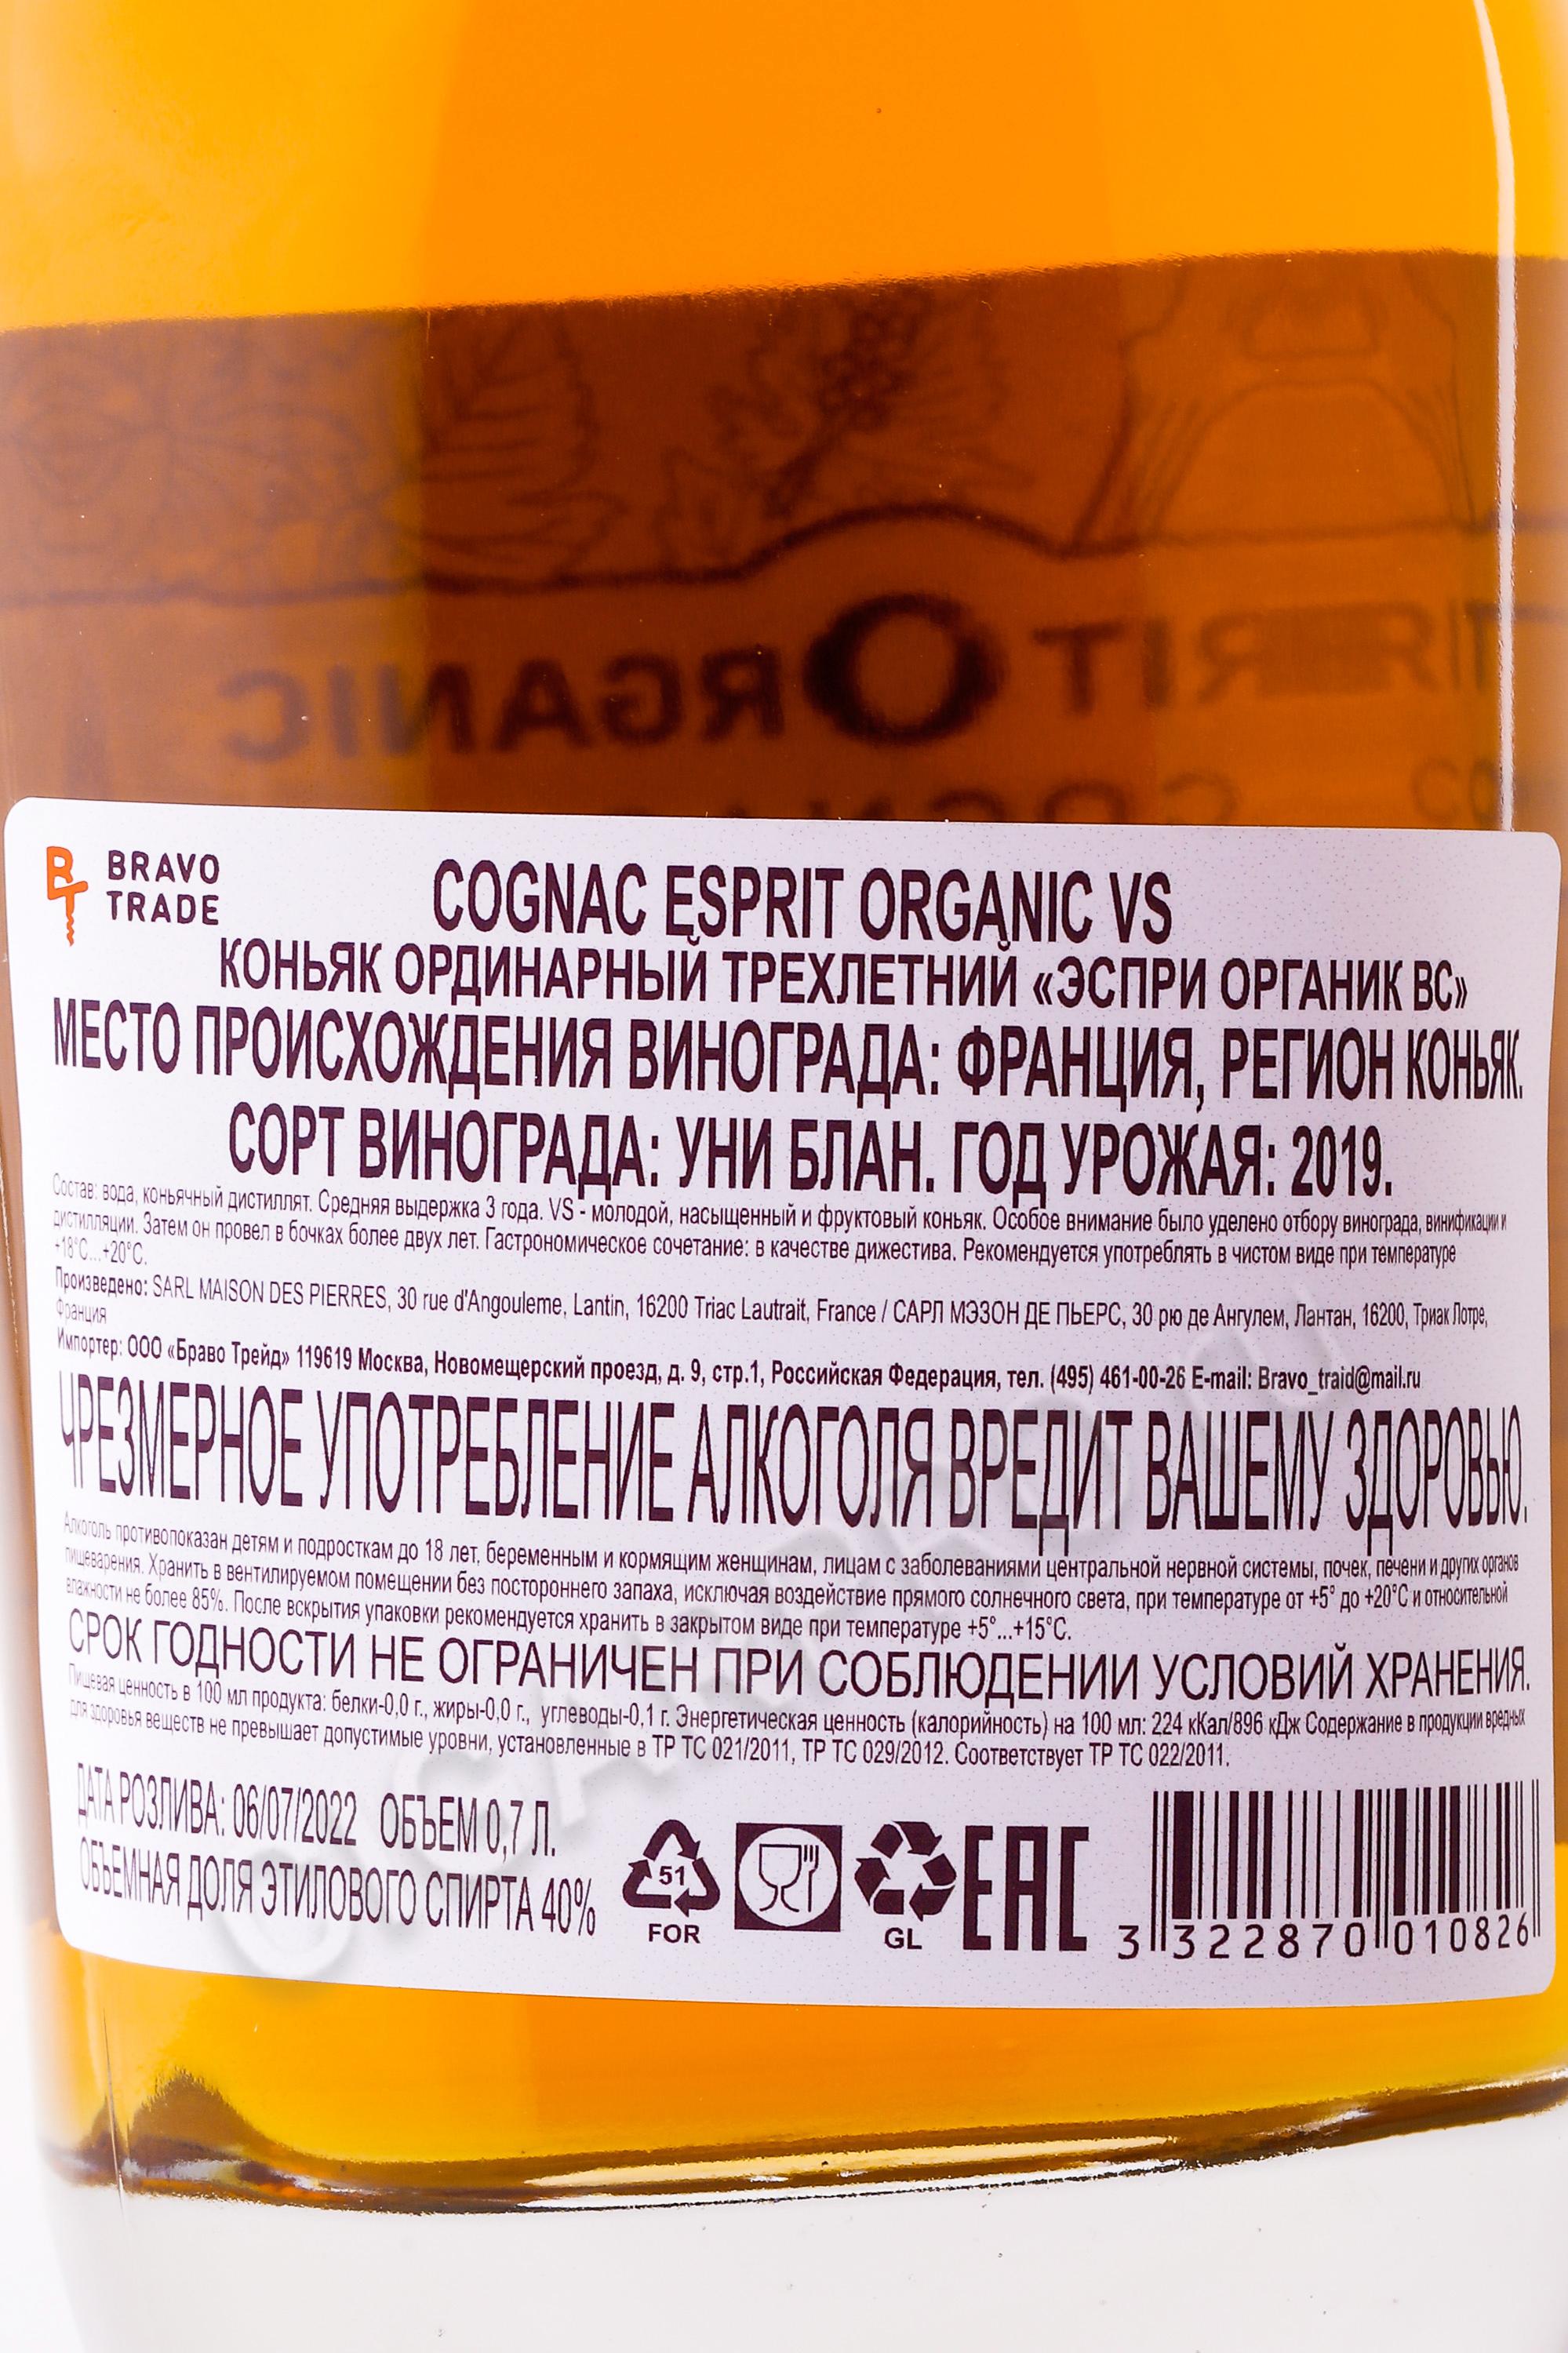 ORGANIC
RIT
BRAVO
TRADE
COGNAC ESPRIT ORGANIC VS
КОНЬЯК ОРДИНАРНЫЙ ТРЕХЛЕТНИЙ «ЭСПРИ ОРГАНИК ВС»
МЕСТО ПРОИСХОЖДЕНИЯ ВИНОГРАДА: ФРАНЦИЯ, РЕГИОН КОНЬЯК.
СОРТ ВИНОГРАДА: УНИ БЛАН. ГОД УРОЖАЯ: 2019.
Состав: вода, коньячный дистиллят. Средняя выдержка 3 года. VS - молодой, насыщенный и фруктовый коньяк. Особое внимание было уделено отбору винограда, винификации и
дистилляции. Затем он провел в бочках более двух лет. Гастрономическое сочетание: в качестве дижестива. Рекомендуется употреблять в чистом виде при температуре
+18°C...+20°C.
Произведено: SARL MAISON DES PIERRES, 30 rue d'Angouleme, Lantin, 16200 Triac Lautrait, France / САРЛ МЭЗОН ДЕ ПЬЕРС, 30 рю де Ангулем, Лантан, 16200, Триак Лотре,
Франция
Импортер: ООО «Браво Трейд» 119619 Москва, Новомещерский проезд, д. 9, стр.1, Российская Федерация, тел. (495) 461-00-26 E-mail: Bravo_traid@mail.ru
ЧРЕЗМЕРНОЕ УПОТРЕБЛЕНИЕ АЛКОГОЛЯ ВРЕДИТ ВАШЕМУ ЗДОРОВЬЮ.
Алкоголь противопоказан детям и подросткам до 18 лет, беременным и кормящим женщинам, лицам с заболеваниями центральной нервной системы, почек, печени и других органов
пищеварения. Хранить в вентилируемом помещении без постороннего запаха, исключая воздействие прямого солнечного света, при температуре от +5° до +20°C и относительной
влажности не более 85%. После вскрытия упаковки рекомендуется хранить в закрытом виде при температуре +5°...+15°C.
СРОК ГОДНОСТИ НЕ ОГРАНИЧЕН ПРИ СОБЛЮДЕНИИ УСЛОВИЙ ХРАНЕНИЯ.
Пищевая ценность в 100 мл продукта: белки-0,0 г., жиры-0,0 г., углеводы-0,1 г. Энергетическая ценность (калорийность) на 100 мл: 224 кКал/896 кДж Содержание в продукции вредных
для здоровья веществ не превышает допустимые уровни, установленные в ТР ТС 021/2011, ТР ТС 029/2012. Соответствует ТР ТС 022/2011.
ДАТА РОЗЛИВА: 06/07/2022 ОБЪЕМ 0,7 Л.
ОБЪЕМНАЯ ДОЛЯ ЭТИЛОВОГО СПИРТА 40%
51
FOR
GL
EAC
3 322870 010826